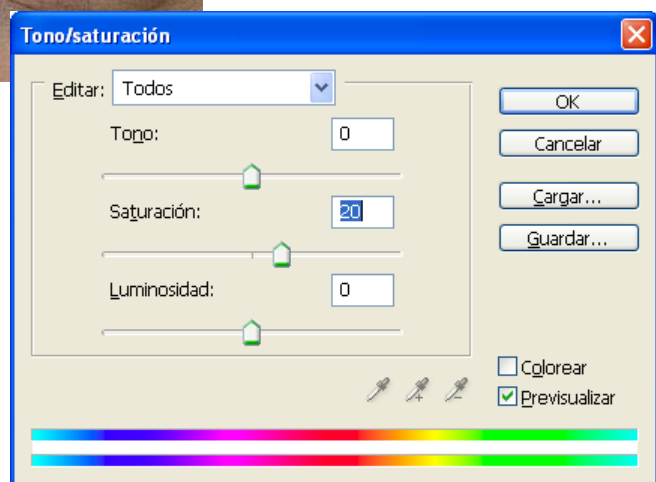 Tono/saturación
Editar: Todos
OK
Tono: 0
Cancelar
Saturación: 20
Cargar...
Guardar...
Luminosidad: 0
Colorear
Previsualizar